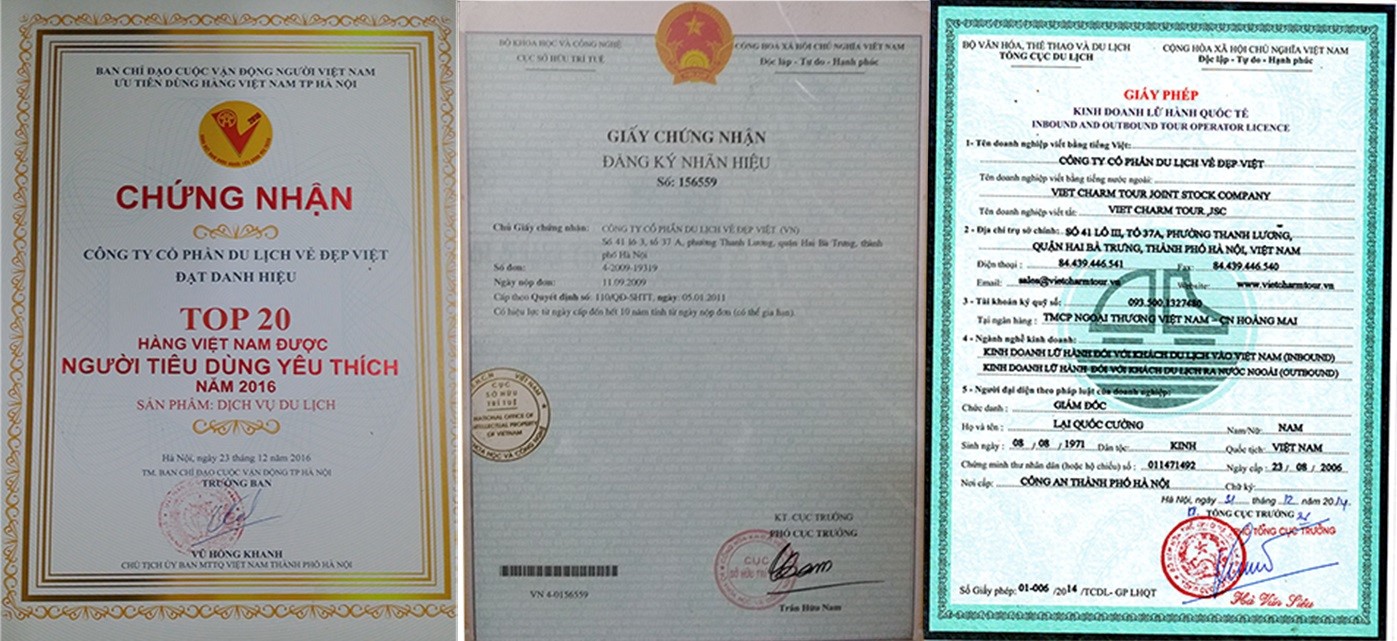 BAN CHỈ ĐẠO CUỘC VẬN ĐỘNG NGƯỜI VIỆT NAM
ƯU TIÊN DÙNG HÀNG VIỆT NAM TP HÀ NỘI
CHỨNG NHẬN
CÔNG TY CỔ PHẦN DU LỊCH VẺ ĐẸP VIỆT
ĐẠT DANH HIỆU
TOP 20
HÀNG VIỆT NAM ĐƯỢC
NGƯỜI TIÊU DÙNG YÊU THÍCH
NĂM 2016
SẢN PHẨM: DỊCH VỤ DU LỊCH
Hà Nội, ngày 23 tháng 12 năm 2016
TM. BAN CHỈ ĐẠO CUỘC VẬN ĐỘNG TP HÀ NỘI
TRƯỞNG BAN
VŨ HỒNG KHANH
CHỦ TỊCH ỦY BAN MTTQ VIỆT NAM THÀNH PHỐ HÀ NỘI
BỘ KHOA HỌC VÀ CÔNG NGHỆ
CỤC SỞ HỮU TRÍ TUỆ
CỘNG HÒA XÃ HỘI CHỦ NGHĨA VIỆT NAM
Độc lập - Tự do - Hạnh phúc
GIẤY CHỨNG NHẬN
ĐĂNG KÝ NHÃN HIỆU
Số: 156559
Chủ Giấy chứng nhận: CÔNG TY CỔ PHẦN DU LỊCH VẺ ĐẸP VIỆT (VN)
Số 41 lô 3, tổ 37 A, phường Thanh Lương, quận Hai Bà Trưng, thành
phố Hà Nội
Số đơn: 4-2009-19319
Ngày nộp đơn: 11.09.2009
Cấp theo Quyết định số: 110/QĐ-SHTT, ngày: 05.01.2011
Có hiệu lực từ ngày cấp đến hết 10 năm tính từ ngày nộp đơn (có thể gia hạn).
CỤC
SỞ HỮU
TRÍ TUỆ
NATIONAL OFFICE OF
INTELLECTUAL PROPERTY
OF VIETNAM
KT. CỤC TRƯỞNG
PHÓ CỤC TRƯỞNG
CỤC
SỞ HỮU
Trần Hữu Nam
VN 4-0156559
BỘ VĂN HÓA, THỂ THAO VÀ DU LỊCH
TỔNG CỤC DU LỊCH
CỘNG HÒA XÃ HỘI CHỦ NGHĨA VIỆT NAM
Độc lập - Tự do - Hạnh phúc
GIẤY PHÉP
KINH DOANH LỮ HÀNH QUỐC TẾ
INBOUND AND OUTBOUND TOUR OPERATOR LICENCE
1- Tên doanh nghiệp viết bằng tiếng Việt:
CÔNG TY CỔ PHẦN DU LỊCH VẺ ĐẸP VIỆT
Tên doanh nghiệp viết bằng tiếng nước ngoài:
VIET CHARM TOUR JOINT STOCK COMPANY
Tên doanh nghiệp viết tắt: VIET CHARM TOUR ,JSC
2- Địa chỉ trụ sở chính: SỐ 41 LÔ III, TỔ 37A, PHƯỜNG THANH LƯƠNG,
QUẬN HAI BÀ TRƯNG, THÀNH PHỐ HÀ NỘI, VIỆT NAM
Điện thoại : 84.439.446.541 Fax: 84.439.446.540
Email: sales@vietcharmtour.vn Website: www.vietcharmtour.vn
3 - Tài khoản ký quỹ số: 093.500.1327480
Tại ngân hàng : TMCP NGOẠI THƯƠNG VIỆT NAM – CN HOÀNG MAI
4 - Ngành nghề kinh doanh:
KINH DOANH LỮ HÀNH ĐỐI VỚI KHÁCH DU LỊCH VÀO VIỆT NAM (INBOUND)
KINH DOANH LỮ HÀNH ĐỐI VỚI KHÁCH DU LỊCH RA NƯỚC NGOÀI (OUTBOUND)
5 - Người đại diện theo pháp luật của doanh nghiệp:
Chức danh : GIÁM ĐỐC
Họ và tên : LẠI QUỐC CƯỜNG Nam/Nữ: NAM
Sinh ngày : 08 / 08 / 1971 Dân tộc: KINH Quốc tịch: VIỆT NAM
Chứng minh thư nhân dân (hoặc hộ chiếu) số : 011471492 Ngày cấp: 23 / 08 / 2006
Nơi cấp: CÔNG AN THÀNH PHỐ HÀ NỘI Chữ ký:
Hà Nội, ngày 31 tháng 12 năm 2014
TỔNG CỤC TRƯỞNG
PHÓ TỔNG CỤC TRƯỞNG
Hà Văn Siêu
Số Giấy phép: 01-006 /2014 /TCDL- GP LHQT